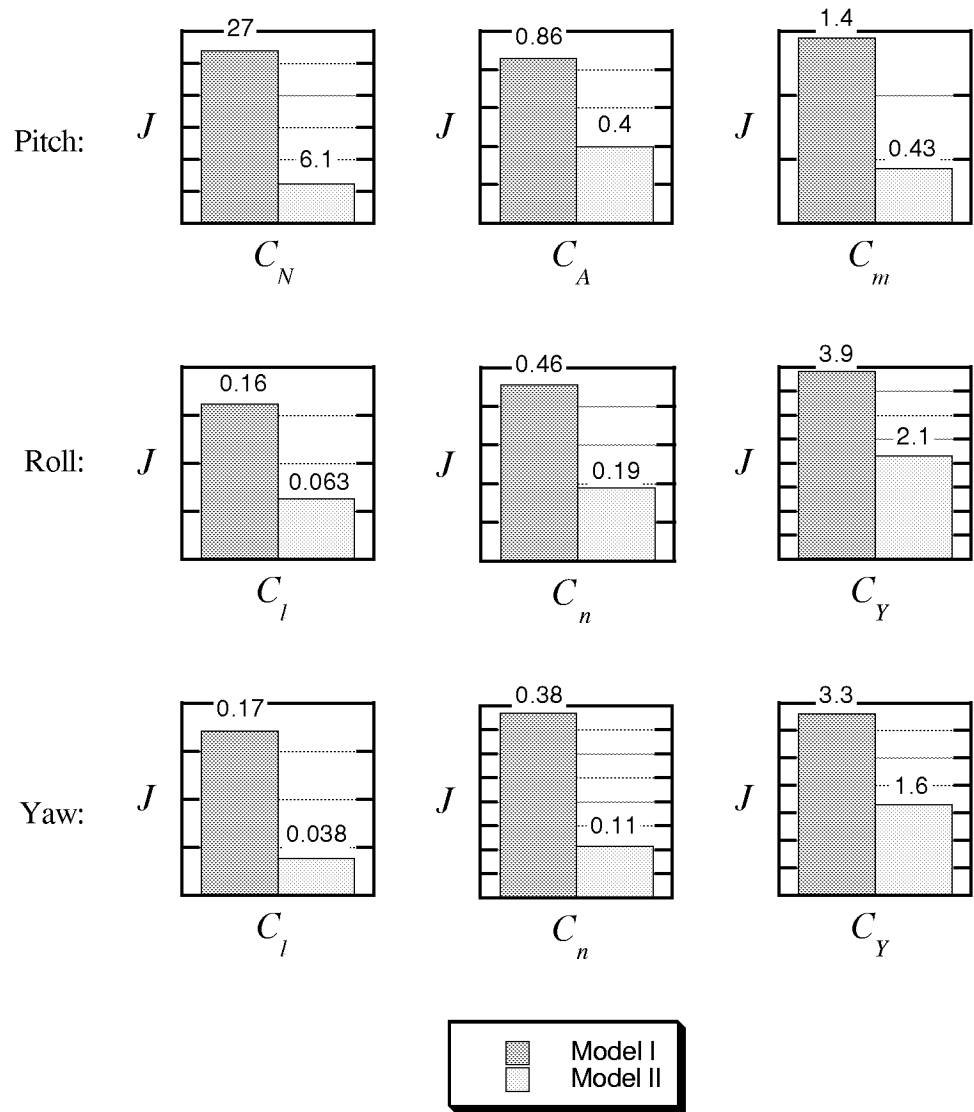 27
6.1
Pitch:
J
C_N
0.86
0.4
J
C_A
1.4
0.43
J
C_m
0.16
0.063
Roll:
J
C_l
0.46
0.19
J
C_n
3.9
2.1
J
C_Y
0.17
0.038
Yaw:
J
C_l
0.38
0.11
J
C_n
3.3
1.6
J
C_Y
Model I
Model II